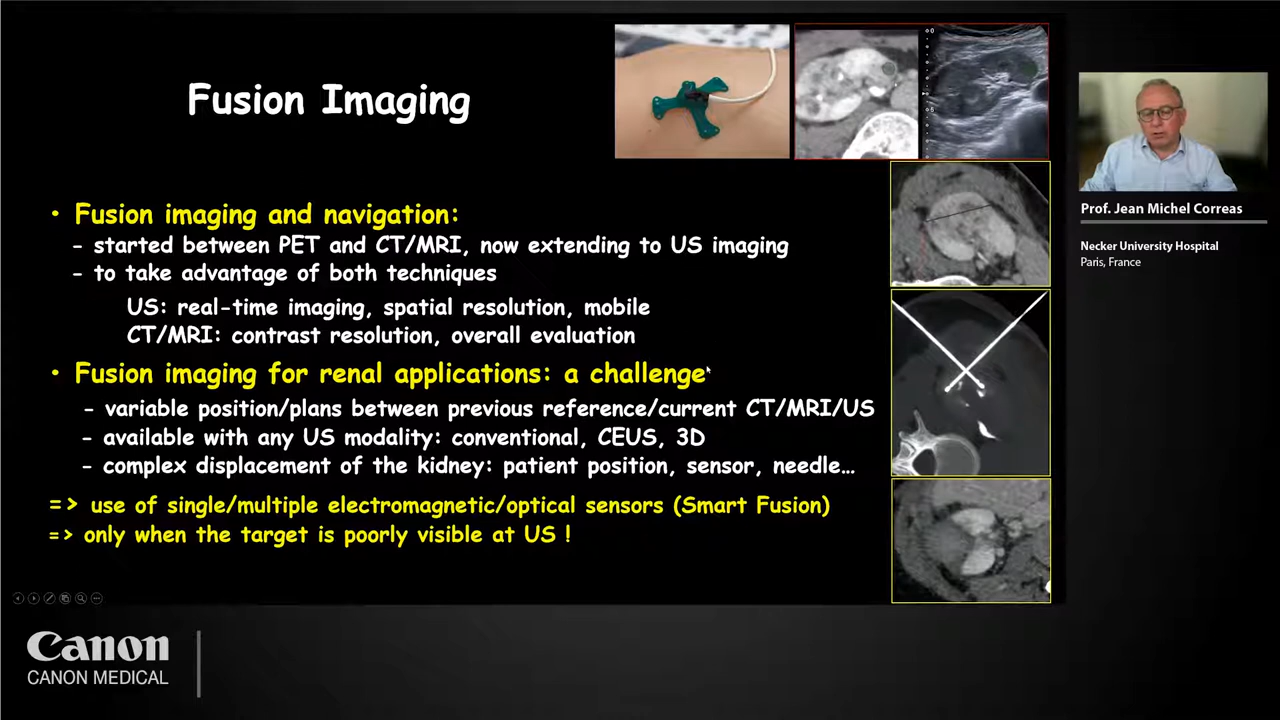 Fusion Imaging
• Fusion imaging and navigation:
- started between PET and CT/MRI, now extending to US imaging
- to take advantage of both techniques
US: real-time imaging, spatial resolution, mobile
CT/MRI: contrast resolution, overall evaluation
• Fusion imaging for renal applications: a challenge
- variable position/plans between previous reference/current CT/MRI/US
- available with any US modality: conventional, CEUS, 3D
- complex displacement of the kidney: patient position, sensor, needle…
=> use of single/multiple electromagnetic/optical sensors (Smart Fusion)
=> only when the target is poorly visible at US !
Prof. Jean Michel Correas
Necker University Hospital
Paris, France
Canon
CANON MEDICAL